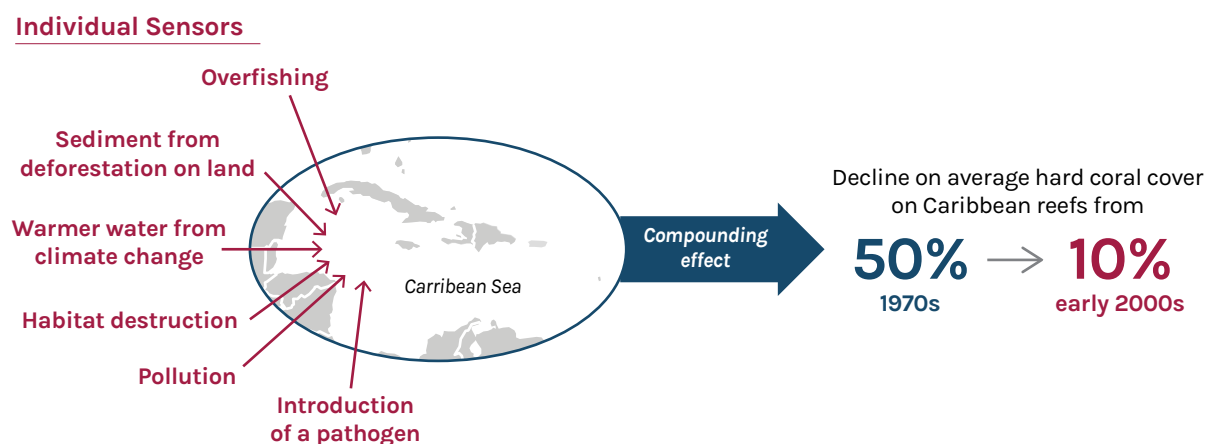 Individual Sensors
Overfishing
Sediment from
deforestation on land
Warmer water from
climate change
Habitat destruction
Pollution
Introduction
of a pathogen
Carribean Sea
Compounding
effect
Decline on average hard coral cover
on Caribbean reefs from
50% → 10%
1970s early 2000s